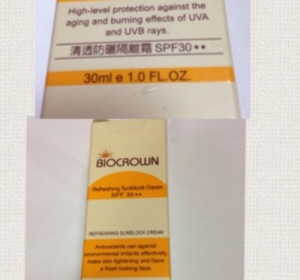 High-level protection against the
aging and burning effects of UVA
and UVB rays.
清透防曬隔離霜 SPF30 ★★
30ml e 1.0 FL.OZ.
BIOCROWN
Refreshing Sunblock Cream
SPF 30★★
REFRESHING SUNBLOCK CREAM
Antioxidants can against
environmental irritants effectively,
make skin lightening and have
a fresh looking face.